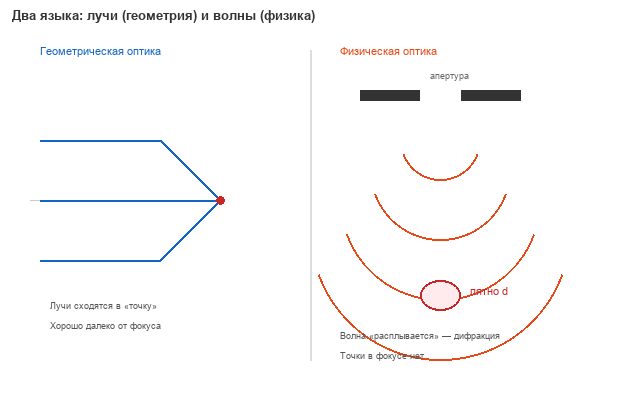 Два языка: лучи (геометрия) и волны (физика)
Геометрическая оптика
Физическая оптика
апертура
пятно d
Лучи сходятся в «точку»
Хорошо далеко от фокуса
Волна «расплывается» — дифракция
Точки в фокусе нет